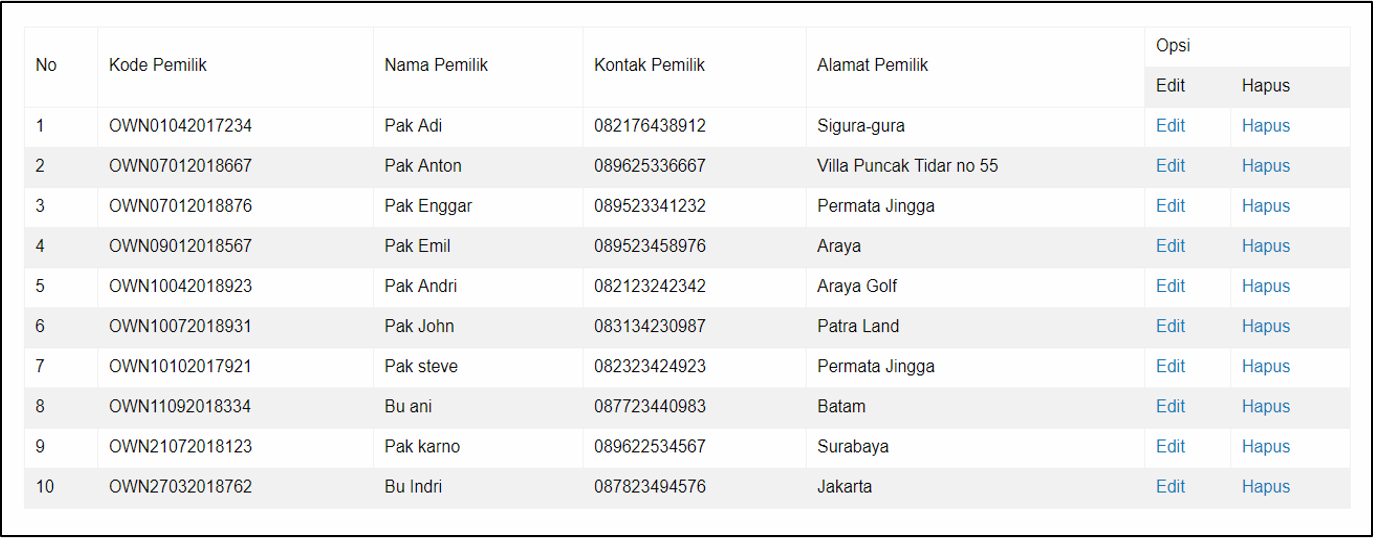 No Kode Pemilik Nama Pemilik Kontak Pemilik Alamat Pemilik Opsi
Edit Hapus
1 OWN01042017234 Pak Adi 082176438912 Sigura-gura Edit Hapus
2 OWN07012018667 Pak Anton 089625336667 Villa Puncak Tidar no 55 Edit Hapus
3 OWN07012018876 Pak Enggar 089523341232 Permata Jingga Edit Hapus
4 OWN09012018567 Pak Emil 089523458976 Araya Edit Hapus
5 OWN10042018923 Pak Andri 082123242342 Araya Golf Edit Hapus
6 OWN10072018931 Pak John 083134230987 Patra Land Edit Hapus
7 OWN10102017921 Pak steve 082323424923 Permata Jingga Edit Hapus
8 OWN11092018334 Bu ani 087723440983 Batam Edit Hapus
9 OWN21072018123 Pak karno 089622534567 Surabaya Edit Hapus
10 OWN27032018762 Bu Indri 087823494576 Jakarta Edit Hapus